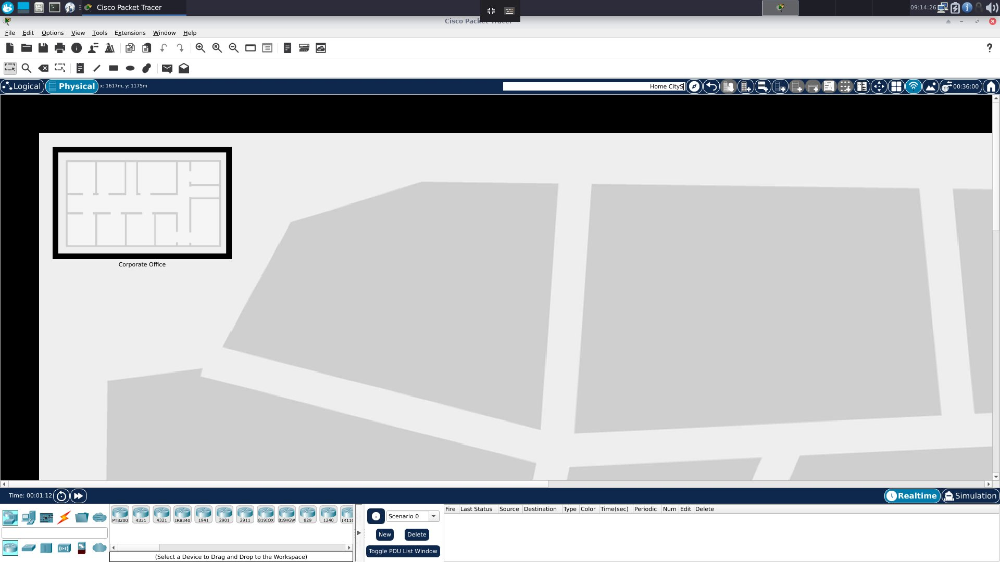 Cisco Packet Tracer
09:14:26
Cisco Packet Tracer
File Edit Options View Tools Extensions Window Help
Logical Physical x: 1617m, y: 1175m Home CityS 00:36:00
Corporate Office
Time: 00:01:12 Realtime Simulation
PT8200 4331 4321 IR8340 1941 2901 2911 819IOX 819HGW 829 1240 IR110
(Select a Device to Drag and Drop to the Workspace)
Scenario 0
New Delete
Toggle PDU List Window
Fire Last Status Source Destination Type Color Time(sec) Periodic Num Edit Delete